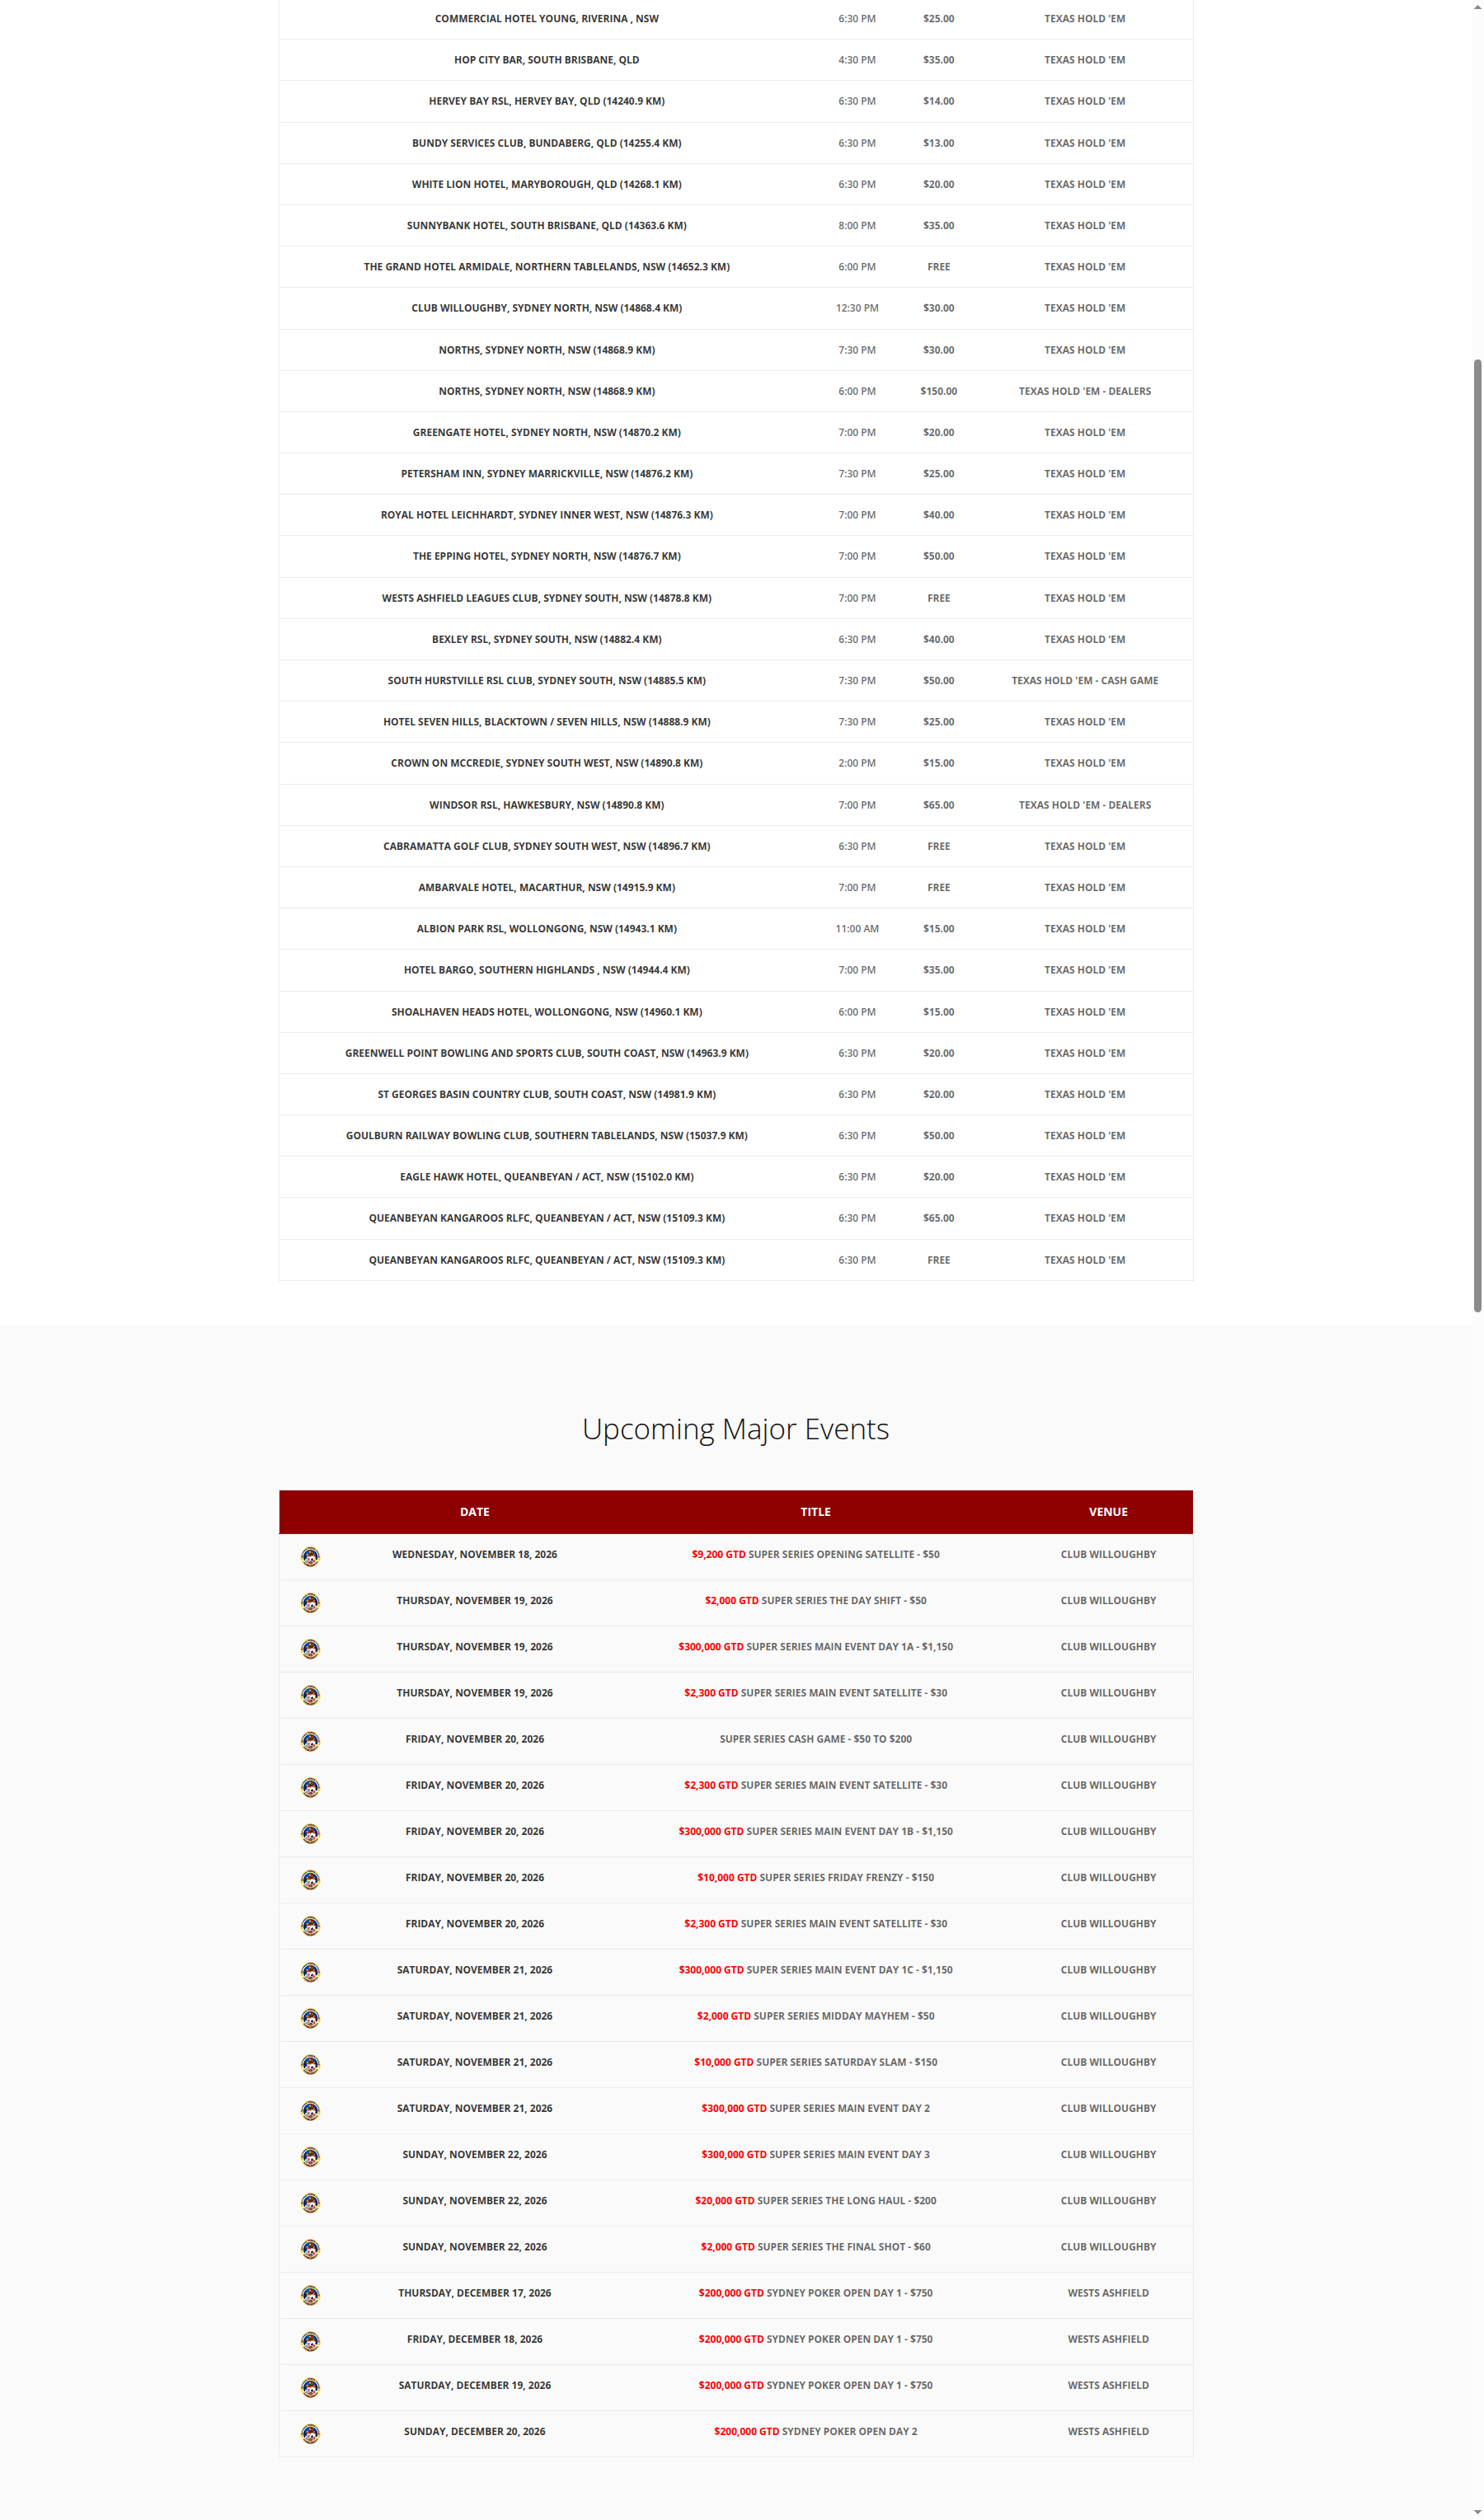 COMMERCIAL HOTEL YOUNG, RIVERINA , NSW 6:30 PM $25.00 TEXAS HOLD 'EM
HOP CITY BAR, SOUTH BRISBANE, QLD 4:30 PM $35.00 TEXAS HOLD 'EM
HERVEY BAY RSL, HERVEY BAY, QLD (14240.9 KM) 6:30 PM $14.00 TEXAS HOLD 'EM
BUNDY SERVICES CLUB, BUNDABERG, QLD (14255.4 KM) 6:30 PM $13.00 TEXAS HOLD 'EM
WHITE LION HOTEL, MARYBOROUGH, QLD (14268.1 KM) 6:30 PM $20.00 TEXAS HOLD 'EM
SUNNYBANK HOTEL, SOUTH BRISBANE, QLD (14363.6 KM) 8:00 PM $35.00 TEXAS HOLD 'EM
THE GRAND HOTEL ARMIDALE, NORTHERN TABLELANDS, NSW (14652.3 KM) 6:00 PM FREE TEXAS HOLD 'EM
CLUB WILLOUGHBY, SYDNEY NORTH, NSW (14868.4 KM) 12:30 PM $30.00 TEXAS HOLD 'EM
NORTHS, SYDNEY NORTH, NSW (14868.9 KM) 7:30 PM $30.00 TEXAS HOLD 'EM
NORTHS, SYDNEY NORTH, NSW (14868.9 KM) 6:00 PM $150.00 TEXAS HOLD 'EM - DEALERS
GREENGATE HOTEL, SYDNEY NORTH, NSW (14870.2 KM) 7:00 PM $20.00 TEXAS HOLD 'EM
PETERSHAM INN, SYDNEY MARRICKVILLE, NSW (14876.2 KM) 7:30 PM $25.00 TEXAS HOLD 'EM
ROYAL HOTEL LEICHHARDT, SYDNEY INNER WEST, NSW (14876.3 KM) 7:00 PM $40.00 TEXAS HOLD 'EM
THE EPPING HOTEL, SYDNEY NORTH, NSW (14876.7 KM) 7:00 PM $50.00 TEXAS HOLD 'EM
WESTS ASHFIELD LEAGUES CLUB, SYDNEY SOUTH, NSW (14878.8 KM) 7:00 PM FREE TEXAS HOLD 'EM
BEXLEY RSL, SYDNEY SOUTH, NSW (14882.4 KM) 6:30 PM $40.00 TEXAS HOLD 'EM
SOUTH HURSTVILLE RSL CLUB, SYDNEY SOUTH, NSW (14885.5 KM) 7:30 PM $50.00 TEXAS HOLD 'EM - CASH GAME
HOTEL SEVEN HILLS, BLACKTOWN / SEVEN HILLS, NSW (14888.9 KM) 7:30 PM $25.00 TEXAS HOLD 'EM
CROWN ON MCCREDIE, SYDNEY SOUTH WEST, NSW (14890.8 KM) 2:00 PM $15.00 TEXAS HOLD 'EM
WINDSOR RSL, HAWKESBURY, NSW (14890.8 KM) 7:00 PM $65.00 TEXAS HOLD 'EM - DEALERS
CABRAMATTA GOLF CLUB, SYDNEY SOUTH WEST, NSW (14896.7 KM) 6:30 PM FREE TEXAS HOLD 'EM
AMBARVALE HOTEL, MACARTHUR, NSW (14915.9 KM) 7:00 PM FREE TEXAS HOLD 'EM
ALBION PARK RSL, WOLLONGONG, NSW (14943.1 KM) 11:00 AM $15.00 TEXAS HOLD 'EM
HOTEL BARGO, SOUTHERN HIGHLANDS , NSW (14944.4 KM) 7:00 PM $35.00 TEXAS HOLD 'EM
SHOALHAVEN HEADS HOTEL, WOLLONGONG, NSW (14960.1 KM) 6:00 PM $15.00 TEXAS HOLD 'EM
GREENWELL POINT BOWLING AND SPORTS CLUB, SOUTH COAST, NSW (14963.9 KM) 6:30 PM $20.00 TEXAS HOLD 'EM
ST GEORGES BASIN COUNTRY CLUB, SOUTH COAST, NSW (14981.9 KM) 6:30 PM $20.00 TEXAS HOLD 'EM
GOULBURN RAILWAY BOWLING CLUB, SOUTHERN TABLELANDS, NSW (15037.9 KM) 6:30 PM $50.00 TEXAS HOLD 'EM
EAGLE HAWK HOTEL, QUEANBEYAN / ACT, NSW (15102.0 KM) 6:30 PM $20.00 TEXAS HOLD 'EM
QUEANBEYAN KANGAROOS RLFC, QUEANBEYAN / ACT, NSW (15109.3 KM) 6:30 PM $65.00 TEXAS HOLD 'EM
QUEANBEYAN KANGAROOS RLFC, QUEANBEYAN / ACT, NSW (15109.3 KM) 6:30 PM FREE TEXAS HOLD 'EM
Upcoming Major Events
DATE TITLE VENUE
WEDNESDAY, NOVEMBER 18, 2026 $9,200 GTD SUPER SERIES OPENING SATELLITE - $50 CLUB WILLOUGHBY
THURSDAY, NOVEMBER 19, 2026 $2,000 GTD SUPER SERIES THE DAY SHIFT - $50 CLUB WILLOUGHBY
THURSDAY, NOVEMBER 19, 2026 $300,000 GTD SUPER SERIES MAIN EVENT DAY 1A - $1,150 CLUB WILLOUGHBY
THURSDAY, NOVEMBER 19, 2026 $2,300 GTD SUPER SERIES MAIN EVENT SATELLITE - $30 CLUB WILLOUGHBY
FRIDAY, NOVEMBER 20, 2026 SUPER SERIES CASH GAME - $50 TO $200 CLUB WILLOUGHBY
FRIDAY, NOVEMBER 20, 2026 $2,300 GTD SUPER SERIES MAIN EVENT SATELLITE - $30 CLUB WILLOUGHBY
FRIDAY, NOVEMBER 20, 2026 $300,000 GTD SUPER SERIES MAIN EVENT DAY 1B - $1,150 CLUB WILLOUGHBY
FRIDAY, NOVEMBER 20, 2026 $10,000 GTD SUPER SERIES FRIDAY FRENZY - $150 CLUB WILLOUGHBY
FRIDAY, NOVEMBER 20, 2026 $2,300 GTD SUPER SERIES MAIN EVENT SATELLITE - $30 CLUB WILLOUGHBY
SATURDAY, NOVEMBER 21, 2026 $300,000 GTD SUPER SERIES MAIN EVENT DAY 1C - $1,150 CLUB WILLOUGHBY
SATURDAY, NOVEMBER 21, 2026 $2,000 GTD SUPER SERIES MIDDAY MAYHEM - $50 CLUB WILLOUGHBY
SATURDAY, NOVEMBER 21, 2026 $10,000 GTD SUPER SERIES SATURDAY SLAM - $150 CLUB WILLOUGHBY
SATURDAY, NOVEMBER 21, 2026 $300,000 GTD SUPER SERIES MAIN EVENT DAY 2 CLUB WILLOUGHBY
SUNDAY, NOVEMBER 22, 2026 $300,000 GTD SUPER SERIES MAIN EVENT DAY 3 CLUB WILLOUGHBY
SUNDAY, NOVEMBER 22, 2026 $20,000 GTD SUPER SERIES THE LONG HAUL - $200 CLUB WILLOUGHBY
SUNDAY, NOVEMBER 22, 2026 $2,000 GTD SUPER SERIES THE FINAL SHOT - $60 CLUB WILLOUGHBY
THURSDAY, DECEMBER 17, 2026 $200,000 GTD SYDNEY POKER OPEN DAY 1 - $750 WESTS ASHFIELD
FRIDAY, DECEMBER 18, 2026 $200,000 GTD SYDNEY POKER OPEN DAY 1 - $750 WESTS ASHFIELD
SATURDAY, DECEMBER 19, 2026 $200,000 GTD SYDNEY POKER OPEN DAY 1 - $750 WESTS ASHFIELD
SUNDAY, DECEMBER 20, 2026 $200,000 GTD SYDNEY POKER OPEN DAY 2 WESTS ASHFIELD